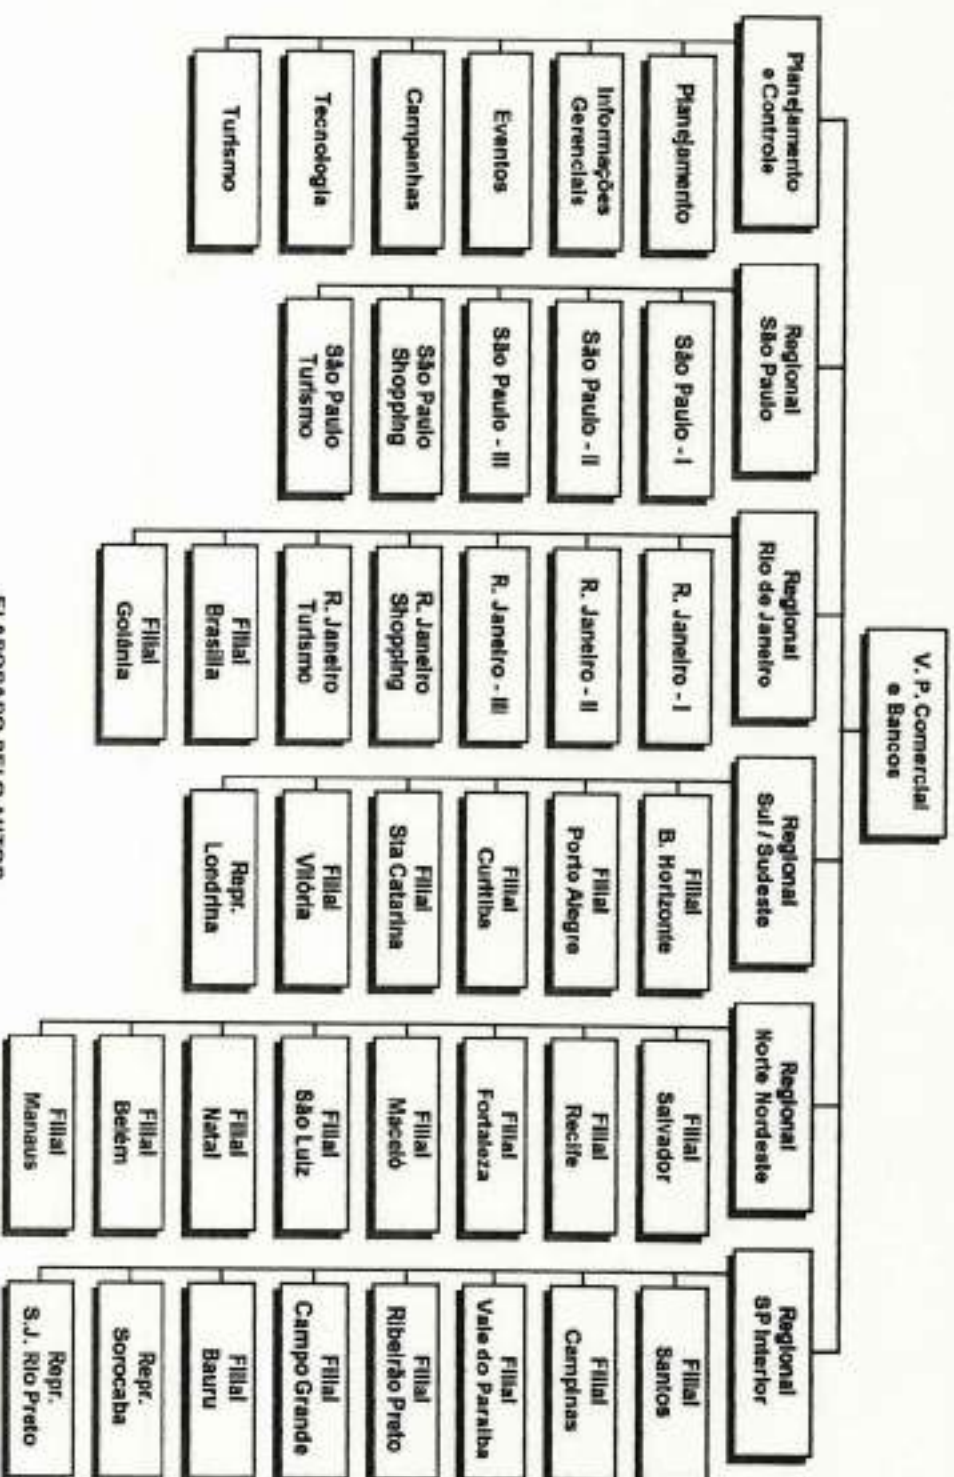 V. P. Comercial
e Bancos
Planejamento
e Controle
Planejamento
Informações
Gerenciais
Eventos
Campanhas
Tecnologia
Turismo
Regional
São Paulo
São Paulo - I
São Paulo - II
São Paulo - III
São Paulo
Shopping
São Paulo
Turismo
Regional
Rio de Janeiro
R. Janeiro - I
R. Janeiro - II
R. Janeiro - III
R. Janeiro
Shopping
R. Janeiro
Turismo
Filial
Brasília
Filial
Goiânia
Regional
Sul / Sudeste
Filial
B. Horizonte
Filial
Porto Alegre
Filial
Curitiba
Filial
Sta Catarina
Filial
Vitória
Repr.
Londrina
Regional
Norte Nordeste
Filial
Salvador
Filial
Recife
Filial
Fortaleza
Filial
Maceió
Filial
São Luiz
Filial
Natal
Filial
Belém
Filial
Manaus
Regional
SP Interior
Filial
Santos
Filial
Campinas
Filial
Vale do Paraíba
Filial
Ribeirão Preto
Filial
Campo Grande
Filial
Bauru
Repr.
Sorocaba
Repr.
S.J. Rio Preto